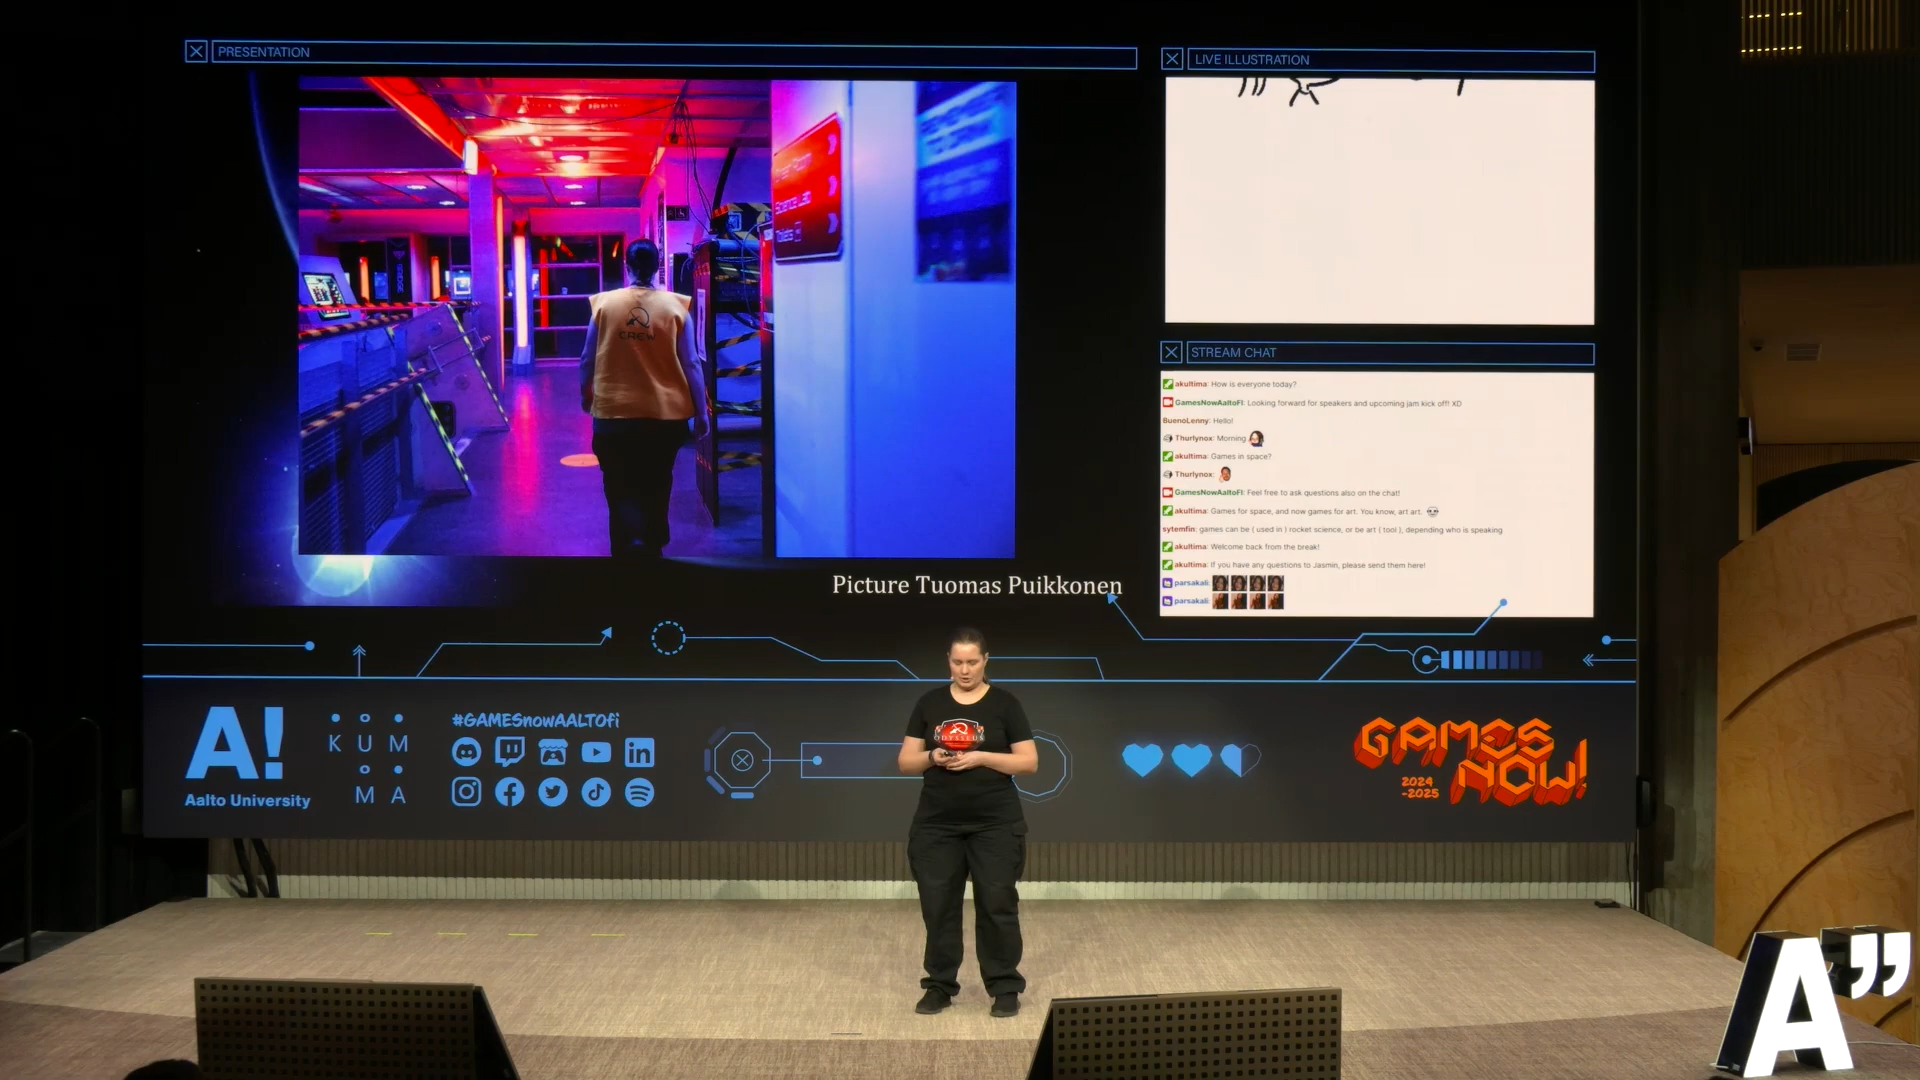 PRESENTATION
LIVE ILLUSTRATION
Science Lab
Toilets
CREW
Picture Tuomas Puikkonen
STREAM CHAT
akultima: How is everyone today?
GamesNowAaltoFI: Looking forward for speakers and upcoming jam kick off! XD
BuenoLenny: Hello!
Thurlynox: Morning
akultima: Games in space?
Thurlynox:
GamesNowAaltoFI: Feel free to ask questions also on the chat!
akultima: Games for space, and now games for art. You know, art art.
sytemfin: games can be ( used in ) rocket science, or be art ( tool ), depending who is speaking
akultima: Welcome back from the break!
akultima: If you have any questions to Jasmin, please send them here!
parsakali:
parsakali:
A!
Aalto University
K U M
M A
#GAMESnowAALTOfi
in
ODYSSEUS
GAMES
NOW!
2024
-2025
A”